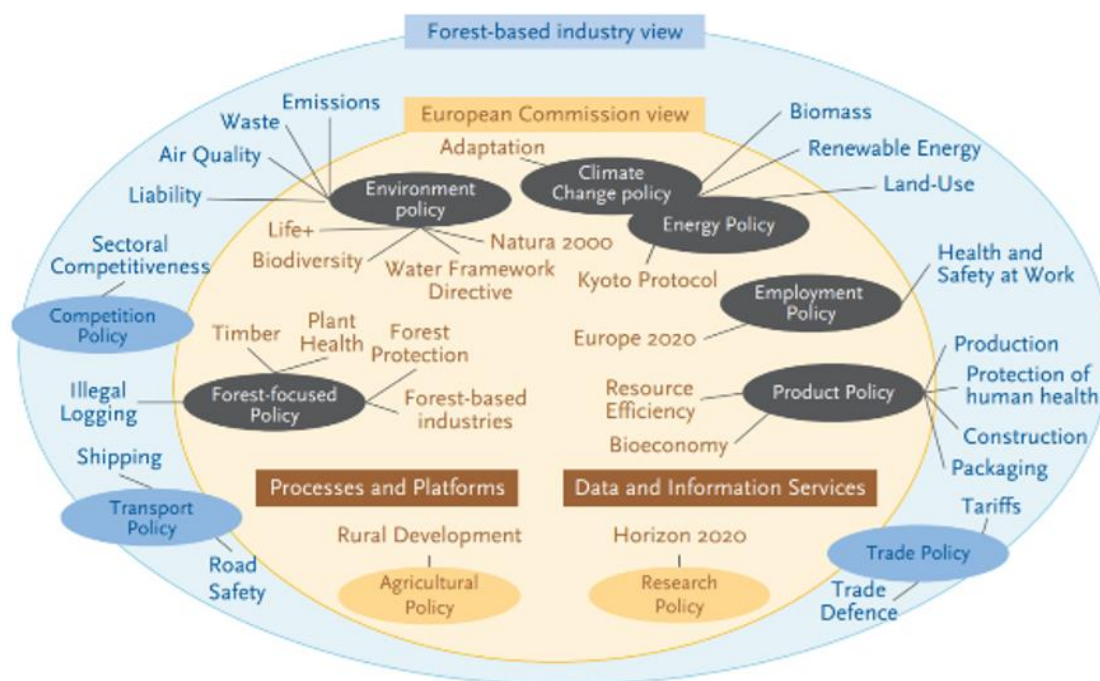 Forest-based industry view
European Commission view
Emissions
Waste
Air Quality
Liability
Environment
policy
Life+
Biodiversity
Natura 2000
Water Framework
Directive
Adaptation
Climate
Change policy
Energy Policy
Kyoto Protocol
Biomass
Renewable Energy
Land-Use
Sectoral
Competitiveness
Competition
Policy
Health and
Safety at Work
Employment
Policy
Europe 2020
Timber
Plant
Health
Forest
Protection
Forest-focused
Policy
Forest-based
industries
Illegal
Logging
Resource
Efficiency
Bioeconomy
Product Policy
Production
Protection of
human health
Construction
Packaging
Shipping
Transport
Policy
Road
Safety
Processes and Platforms
Data and Information Services
Rural Development
Agricultural
Policy
Horizon 2020
Research
Policy
Tariffs
Trade Policy
Trade
Defence